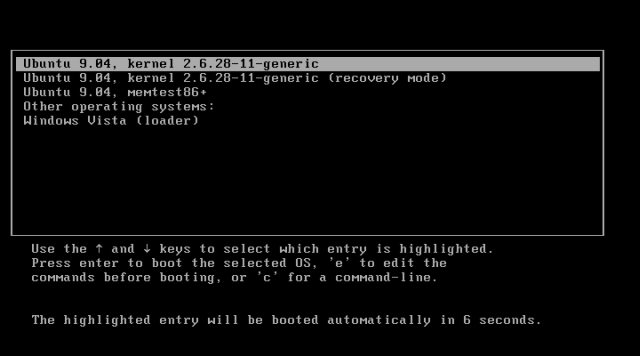 Ubuntu 9.04, kernel 2.6.28-11-generic
Ubuntu 9.04, kernel 2.6.28-11-generic (recovery mode)
Ubuntu 9.04, memtest86+
Other operating systems:
Windows Vista (loader)
Use the ↑ and ↓ keys to select which entry is highlighted.
Press enter to boot the selected OS, 'e' to edit the
commands before booting, or 'c' for a command-line.
The highlighted entry will be booted automatically in 6 seconds.